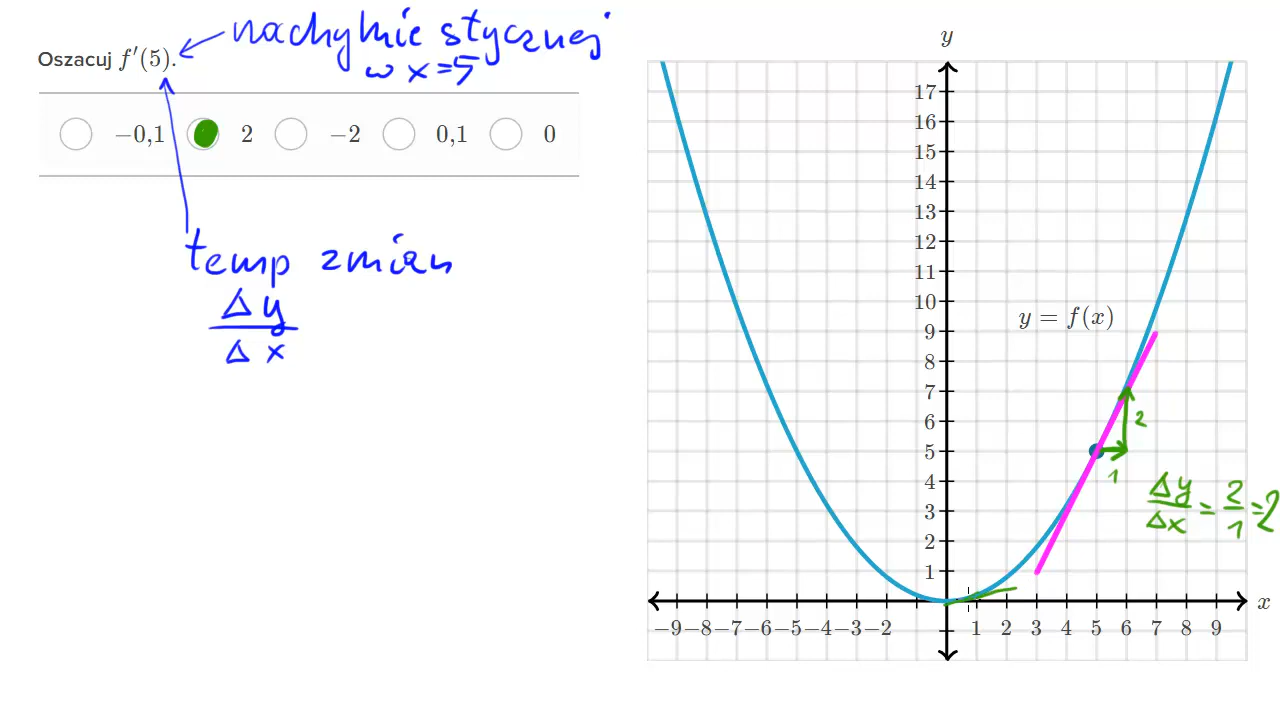 Oszacuj f′(5).
nachylnie stycznej
w x=5
−0,1 2 −2 0,1 0
temp zmian
Δy
Δx
y
17
16
15
14
13
12
11
10
9
8
7
6
5
4
3
2
1
y = f(x)
2
1
Δy/Δx = 2/1 = 2
x
−9 −8 −7 −6 −5 −4 −3 −2 1 2 3 4 5 6 7 8 9